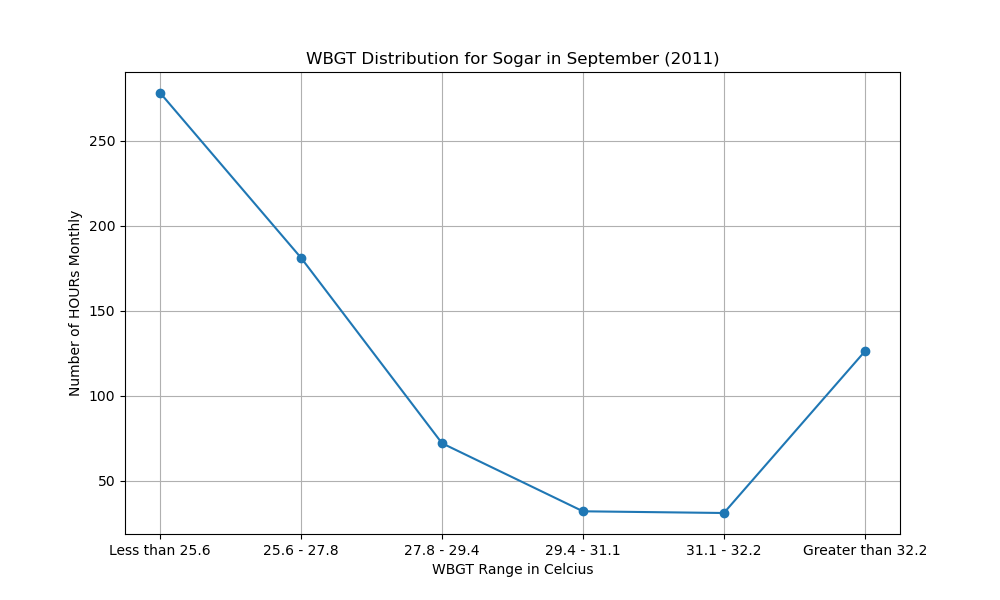 WBGT Distribution for Sogar in September (2011)
Number of HOURs Monthly
250
200
150
100
50
Less than 25.6
25.6 - 27.8
27.8 - 29.4
29.4 - 31.1
31.1 - 32.2
Greater than 32.2
WBGT Range in Celcius